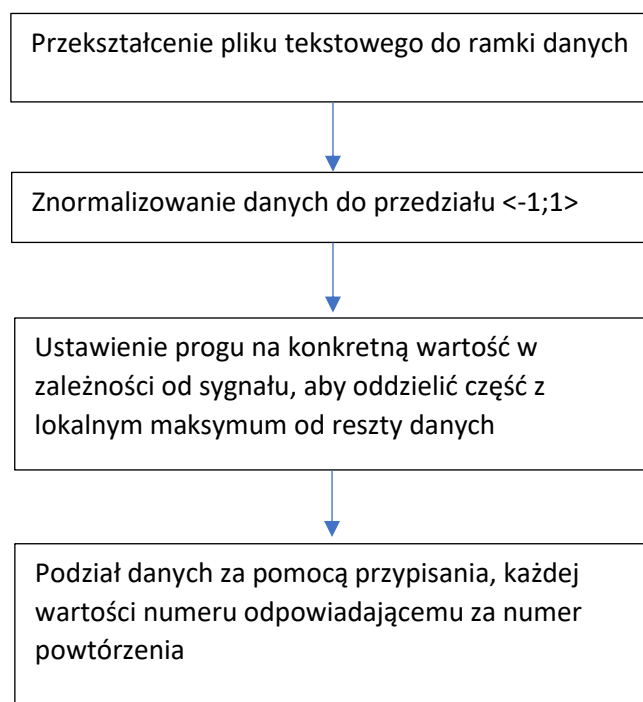 Przekształcenie pliku tekstowego do ramki danych
Znormalizowanie danych do przedziału <-1;1>
Ustawienie progu na konkretną wartość w
zależności od sygnału, aby oddzielić część z
lokalnym maksimum od reszty danych
Podział danych za pomocą przypisania, każdej
wartości numeru odpowiadającemu za numer
powtórzenia